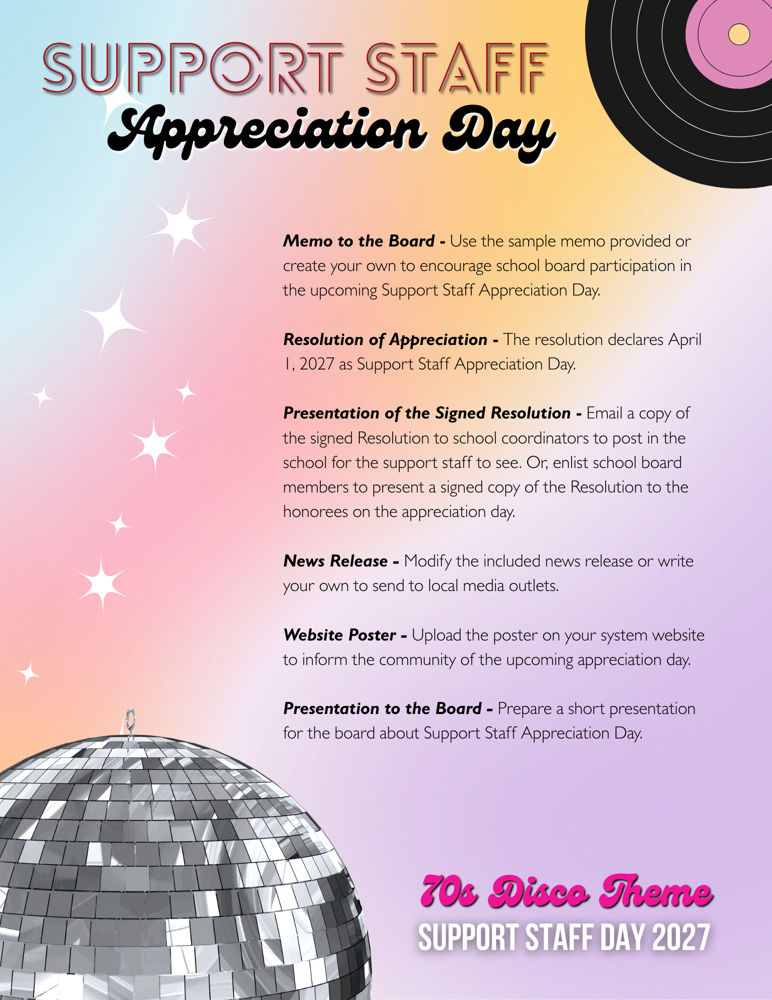 SUPPORT STAFF
Appreciation Day
Memo to the Board - Use the sample memo provided or
create your own to encourage school board participation in
the upcoming Support Staff Appreciation Day.
Resolution of Appreciation - The resolution declares April
1, 2027 as Support Staff Appreciation Day.
Presentation of the Signed Resolution - Email a copy of
the signed Resolution to school coordinators to post in the
school for the support staff to see. Or, enlist school board
members to present a signed copy of the Resolution to the
honorees on the appreciation day.
News Release - Modify the included news release or write
your own to send to local media outlets.
Website Poster - Upload the poster on your system website
to inform the community of the upcoming appreciation day.
Presentation to the Board - Prepare a short presentation
for the board about Support Staff Appreciation Day.
70s Disco Theme
SUPPORT STAFF DAY 2027